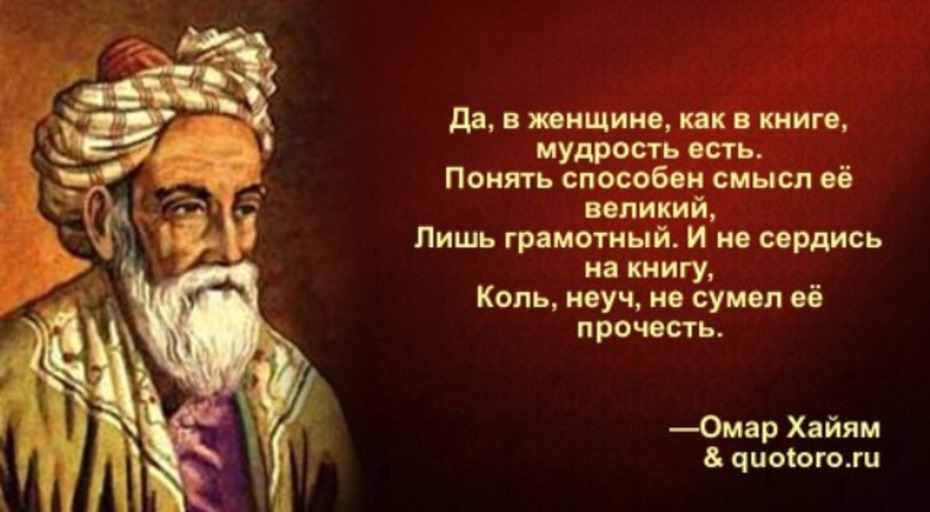 Да, в женщине, как в книге,
мудрость есть.
Понять способен смысл её
великий,
Лишь грамотный. И не сердись
на книгу,
Коль, неуч, не сумел её
прочесть.
—Омар Хайям
& quotoro.ru